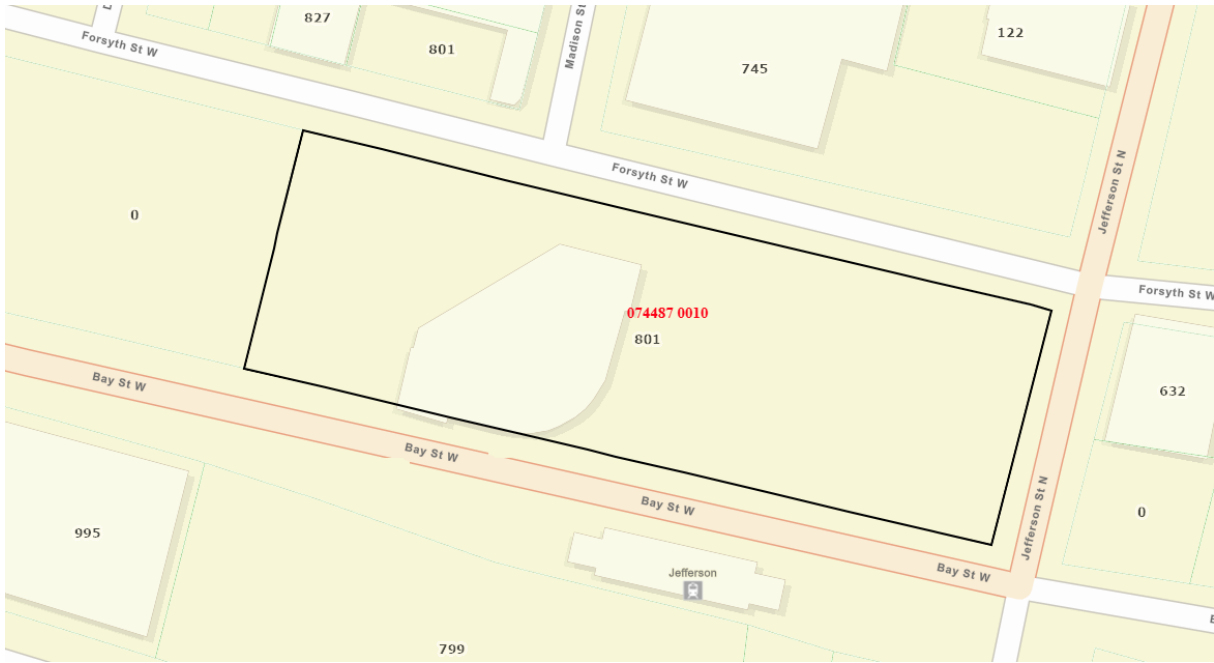 827
Forsyth St W
801
Madison St
745
122
Jefferson St N
Forsyth St W
0
Forsyth St W
074487 0010
801
Bay St W
632
Bay St W
Bay St W
Jefferson St N
0
995
Jefferson
Bay St W
799